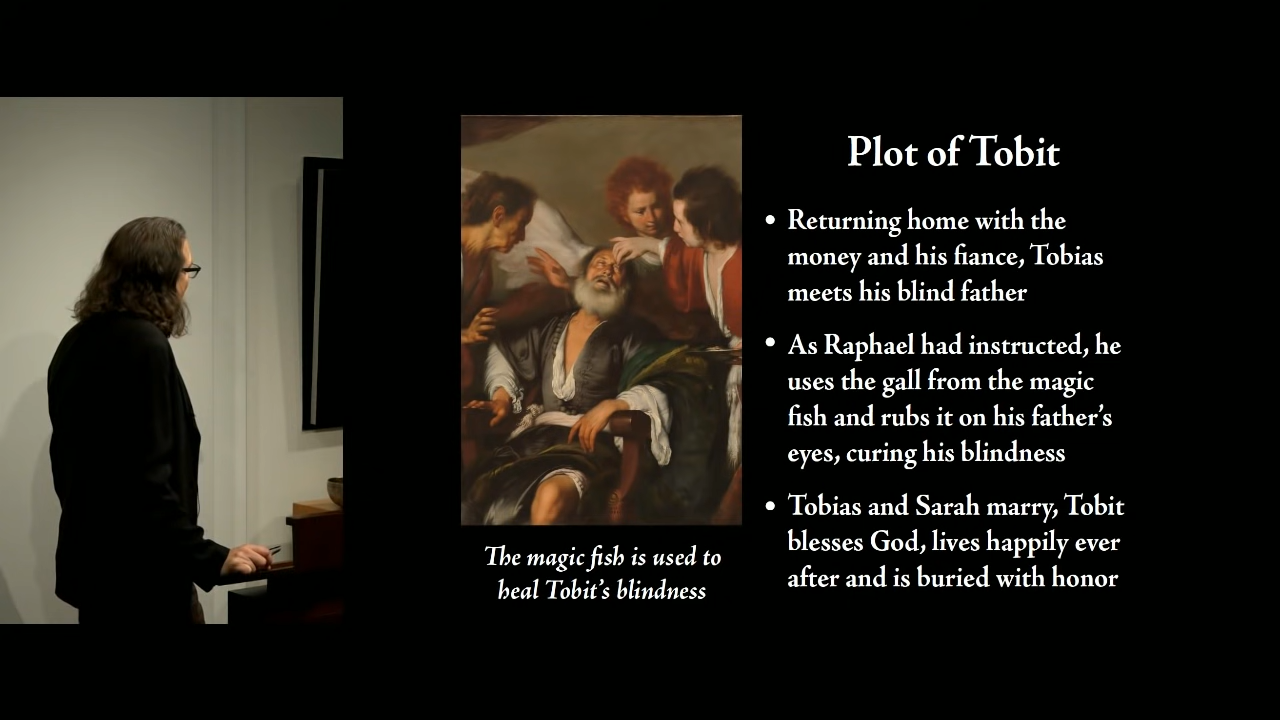 Plot of Tobit
• Returning home with the
money and his fiance, Tobias
meets his blind father
• As Raphael had instructed, he
uses the gall from the magic
fish and rubs it on his father's
eyes, curing his blindness
• Tobias and Sarah marry, Tobit
blesses God, lives happily ever
after and is buried with honor
The magic fish is used to
heal Tobit's blindness